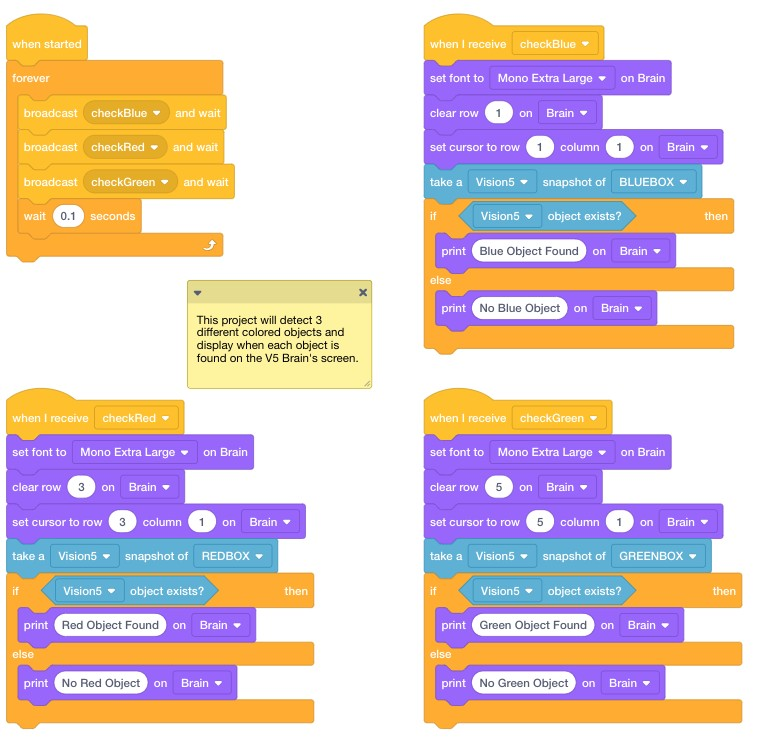 when started
forever
broadcast checkBlue and wait
broadcast checkRed and wait
broadcast checkGreen and wait
wait 0.1 seconds
This project will detect 3
different colored objects and
display when each object is
found on the V5 Brain's screen.
when I receive checkBlue
set font to Mono Extra Large on Brain
clear row 1 on Brain
set cursor to row 1 column 1 on Brain
take a Vision5 snapshot of BLUEBOX
if Vision5 object exists? then
print Blue Object Found on Brain
else
print No Blue Object on Brain
when I receive checkRed
set font to Mono Extra Large on Brain
clear row 3 on Brain
set cursor to row 3 column 1 on Brain
take a Vision5 snapshot of REDBOX
if Vision5 object exists? then
print Red Object Found on Brain
else
print No Red Object on Brain
when I receive checkGreen
set font to Mono Extra Large on Brain
clear row 5 on Brain
set cursor to row 5 column 1 on Brain
take a Vision5 snapshot of GREENBOX
if Vision5 object exists? then
print Green Object Found on Brain
else
print No Green Object on Brain